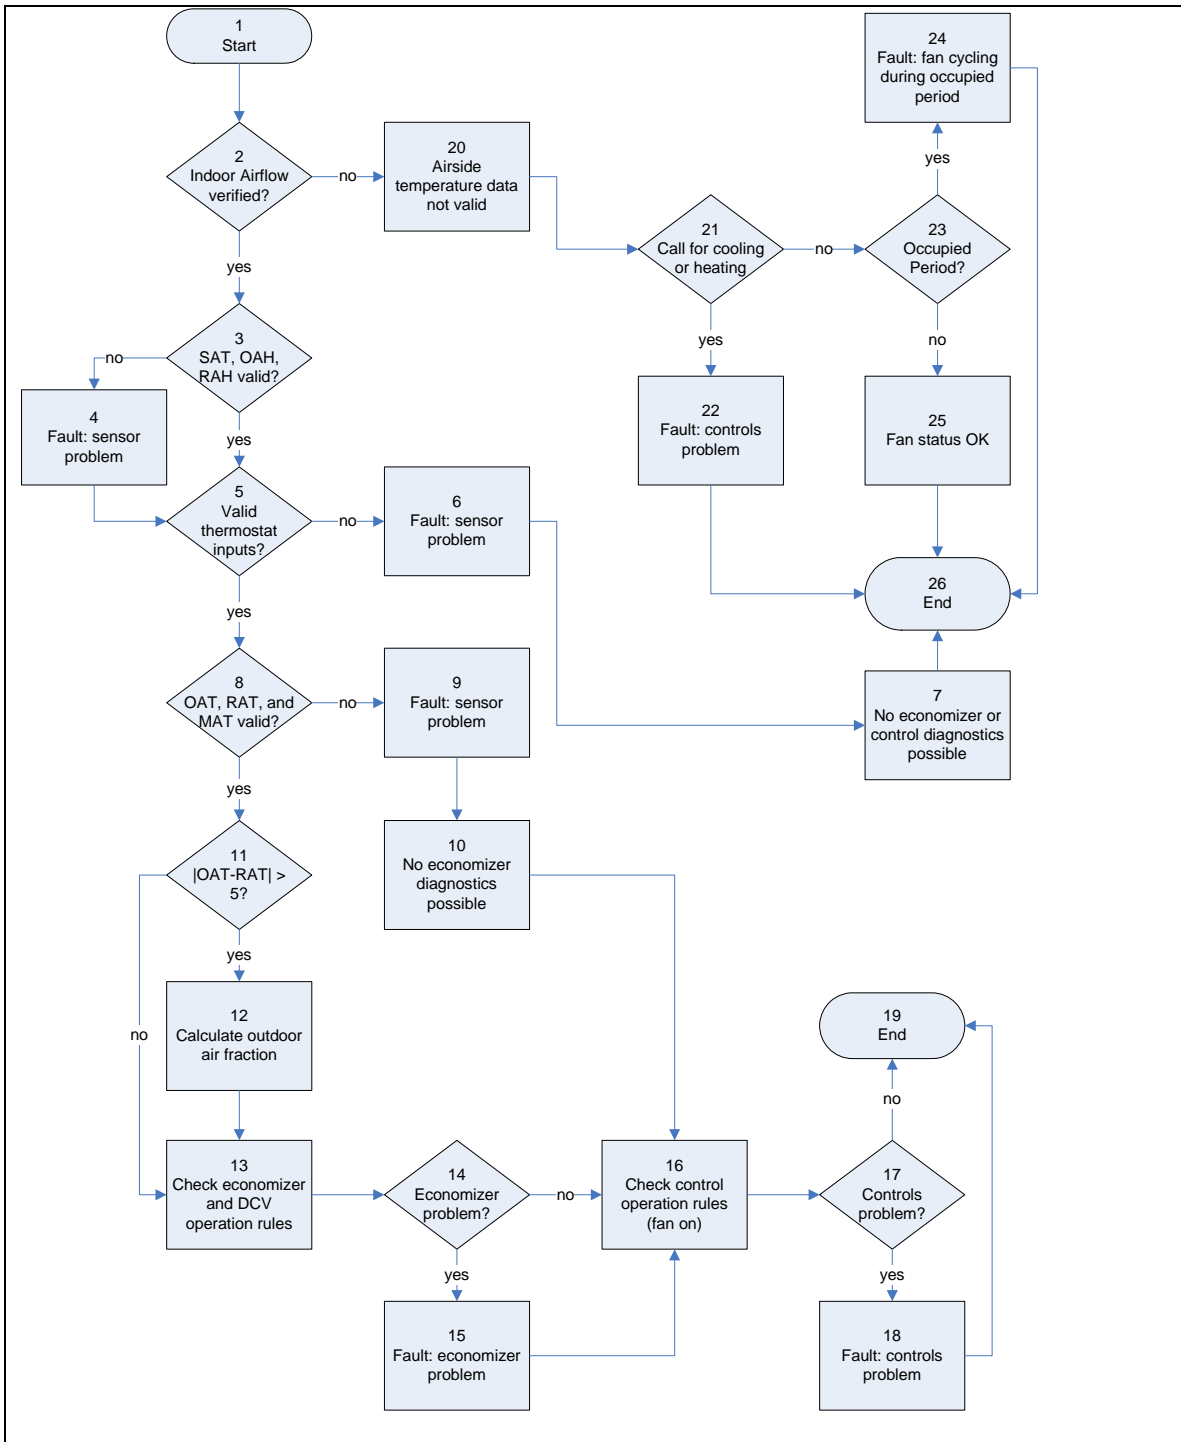 1
Start
2
Indoor Airflow
verified?
no
20
Airside
temperature data
not valid
24
Fault: fan cycling
during occupied
period
yes
21
Call for cooling
or heating
no
23
Occupied
Period?
yes
3
SAT, OAH,
RAH valid?
no
4
Fault: sensor
problem
yes
yes
22
Fault: controls
problem
no
25
Fan status OK
5
Valid
thermostat
inputs?
no
6
Fault: sensor
problem
26
End
yes
8
OAT, RAT, and
MAT valid?
no
9
Fault: sensor
problem
7
No economizer or
control diagnostics
possible
yes
11
|OAT-RAT| >
5?
10
No economizer
diagnostics
possible
yes
no
12
Calculate outdoor
air fraction
19
End
no
13
Check economizer
and DCV
operation rules
14
Economizer
problem?
no
16
Check control
operation rules
(fan on)
17
Controls
problem?
yes
yes
15
Fault: economizer
problem
18
Fault: controls
problem